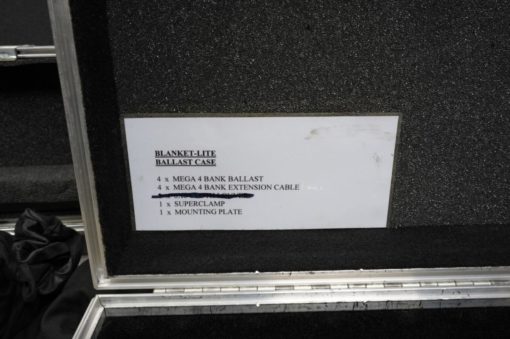 BLANKET-LITE
BALLAST CASE
4 x MEGA 4 BANK BALLAST
4 x MEGA 4 BANK EXTENSION CABLE
1 x SUPERCLAMP
1 x MOUNTING PLATE